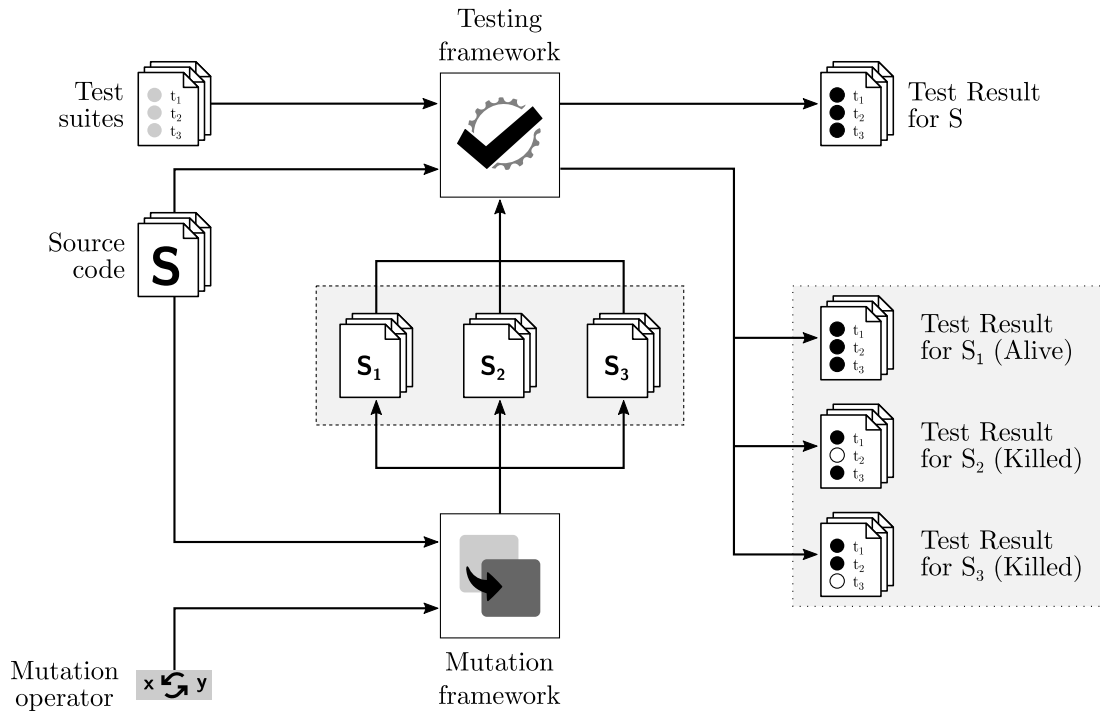 Testing
framework
Test
suites
t1
t2
t3
t1
t2
t3
Test Result
for S
Source
code
S
S1
S2
S3
t1
t2
t3
Test Result
for S1 (Alive)
t1
t2
t3
Test Result
for S2 (Killed)
t1
t2
t3
Test Result
for S3 (Killed)
Mutation
operator
x
y
Mutation
framework